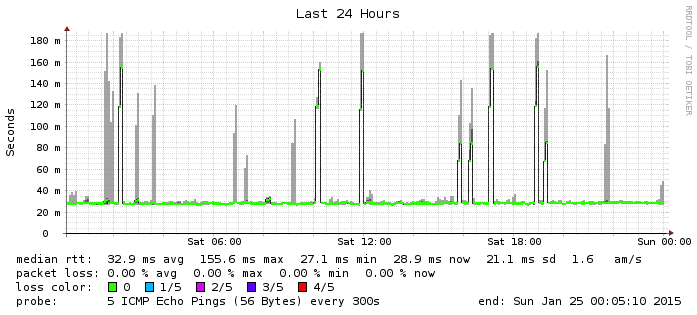 Last 24 Hours
RRDTOOL / TOBI OETIKER
Seconds
180 m
160 m
140 m
120 m
100 m
80 m
60 m
40 m
20 m
0
Sat 06:00 Sat 12:00 Sat 18:00 Sun 00:00
median rtt: 32.9 ms avg 155.6 ms max 27.1 ms min 28.9 ms now 21.1 ms sd 1.6 am/s
packet loss: 0.00 % avg 0.00 % max 0.00 % min 0.00 % now
loss color: 0 1/5 2/5 3/5 4/5
probe: 5 ICMP Echo Pings (56 Bytes) every 300s end: Sun Jan 25 00:05:10 2015